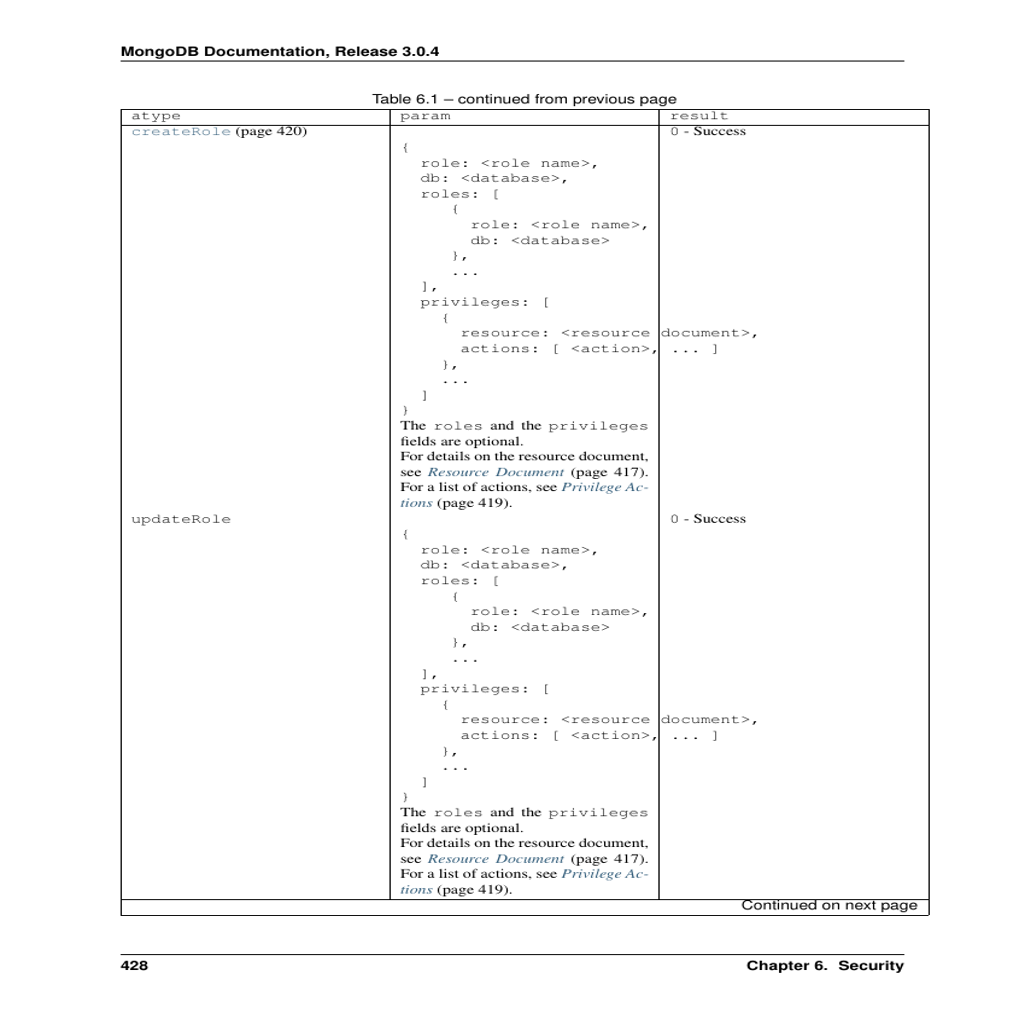 MongoDB Documentation, Release 3.0.4
Table 6.1 – continued from previous page
atype param result
createRole (page 420) 0 - Success
{
role: <role name>,
db: <database>,
roles: [
{
role: <role name>,
db: <database>
},
...
],
privileges: [
{
resource: <resource document>,
actions: [ <action>, ... ]
},
...
]
}
The roles and the privileges
fields are optional.
For details on the resource document,
see Resource Document (page 417).
For a list of actions, see Privilege Ac-
tions (page 419).
updateRole 0 - Success
{
role: <role name>,
db: <database>,
roles: [
{
role: <role name>,
db: <database>
},
...
],
privileges: [
{
resource: <resource document>,
actions: [ <action>, ... ]
},
...
]
}
The roles and the privileges
fields are optional.
For details on the resource document,
see Resource Document (page 417).
For a list of actions, see Privilege Ac-
tions (page 419).
Continued on next page
428 Chapter 6. Security